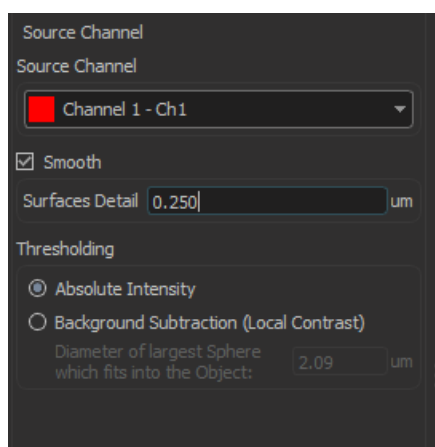 Source Channel
Source Channel
Channel 1 - Ch1
Smooth
Surfaces Detail 0.250 um
Thresholding
Absolute Intensity
Background Subtraction (Local Contrast)
Diameter of largest Sphere
which fits into the Object: 2.09 um